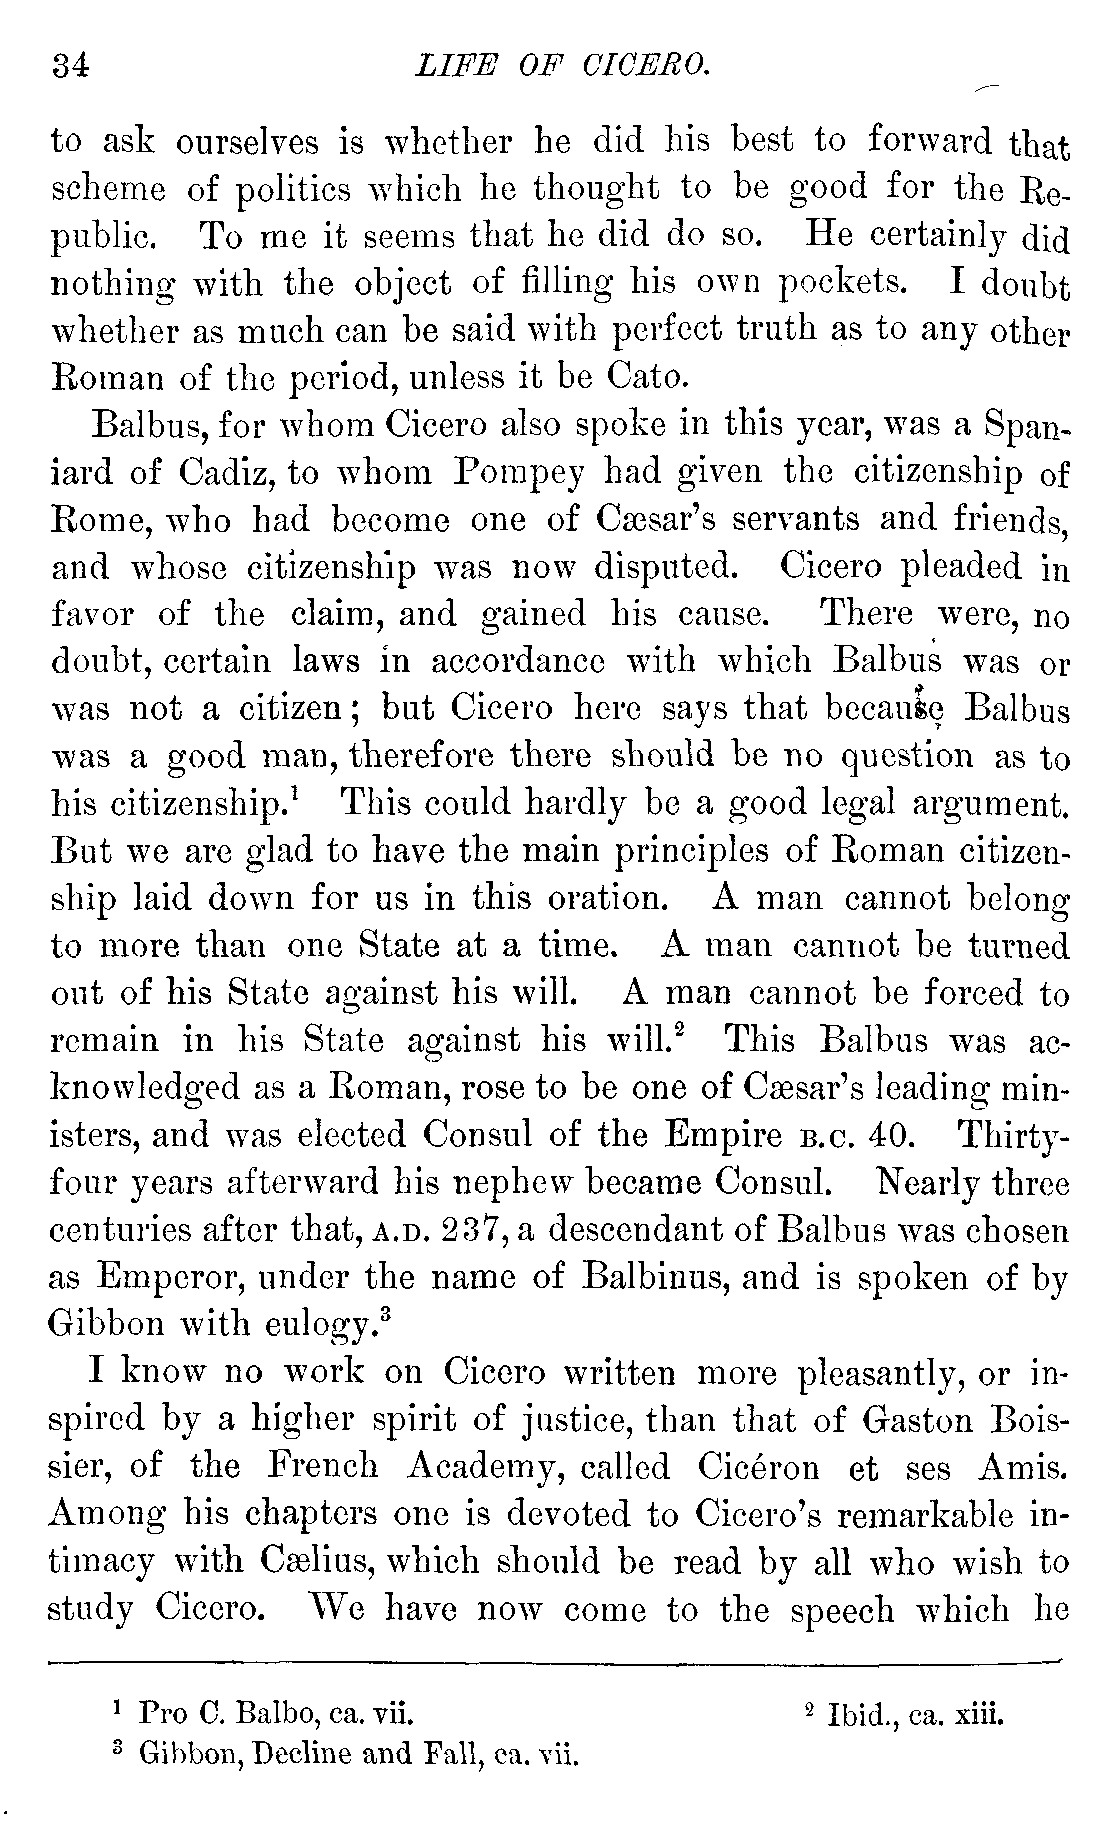 34 LIFE OF CICERO.
to ask ourselves is whether he did his best to forward that
scheme of politics which he thought to be good for the Re-
public. To me it seems that he did do so. He certainly did
nothing with the object of filling his own pockets. I doubt
whether as much can be said with perfect truth as to any other
Roman of the period, unless it be Cato.
Balbus, for whom Cicero also spoke in this year, was a Span-
iard of Cadiz, to whom Pompey had given the citizenship of
Rome, who had become one of Cæsar's servants and friends,
and whose citizenship was now disputed. Cicero pleaded in
favor of the claim, and gained his cause. There were, no
doubt, certain laws in accordance with which Balbus was or
was not a citizen; but Cicero here says that because Balbus
was a good man, therefore there should be no question as to
his citizenship.¹ This could hardly be a good legal argument.
But we are glad to have the main principles of Roman citizen-
ship laid down for us in this oration. A man cannot belong
to more than one State at a time. A man cannot be turned
out of his State against his will. A man cannot be forced to
remain in his State against his will.² This Balbus was ac-
knowledged as a Roman, rose to be one of Cæsar's leading min-
isters, and was elected Consul of the Empire B.C. 40. Thirty-
four years afterward his nephew became Consul. Nearly three
centuries after that, A.D. 237, a descendant of Balbus was chosen
as Emperor, under the name of Balbinus, and is spoken of by
Gibbon with eulogy.³
I know no work on Cicero written more pleasantly, or in-
spired by a higher spirit of justice, than that of Gaston Bois-
sier, of the French Academy, called Cicéron et ses Amis.
Among his chapters one is devoted to Cicero's remarkable in-
timacy with Cælius, which should be read by all who wish to
study Cicero. We have now come to the speech which he
¹ Pro C. Balbo, ca. vii. ² Ibid., ca. xiii.
³ Gibbon, Decline and Fall, ca. vii.